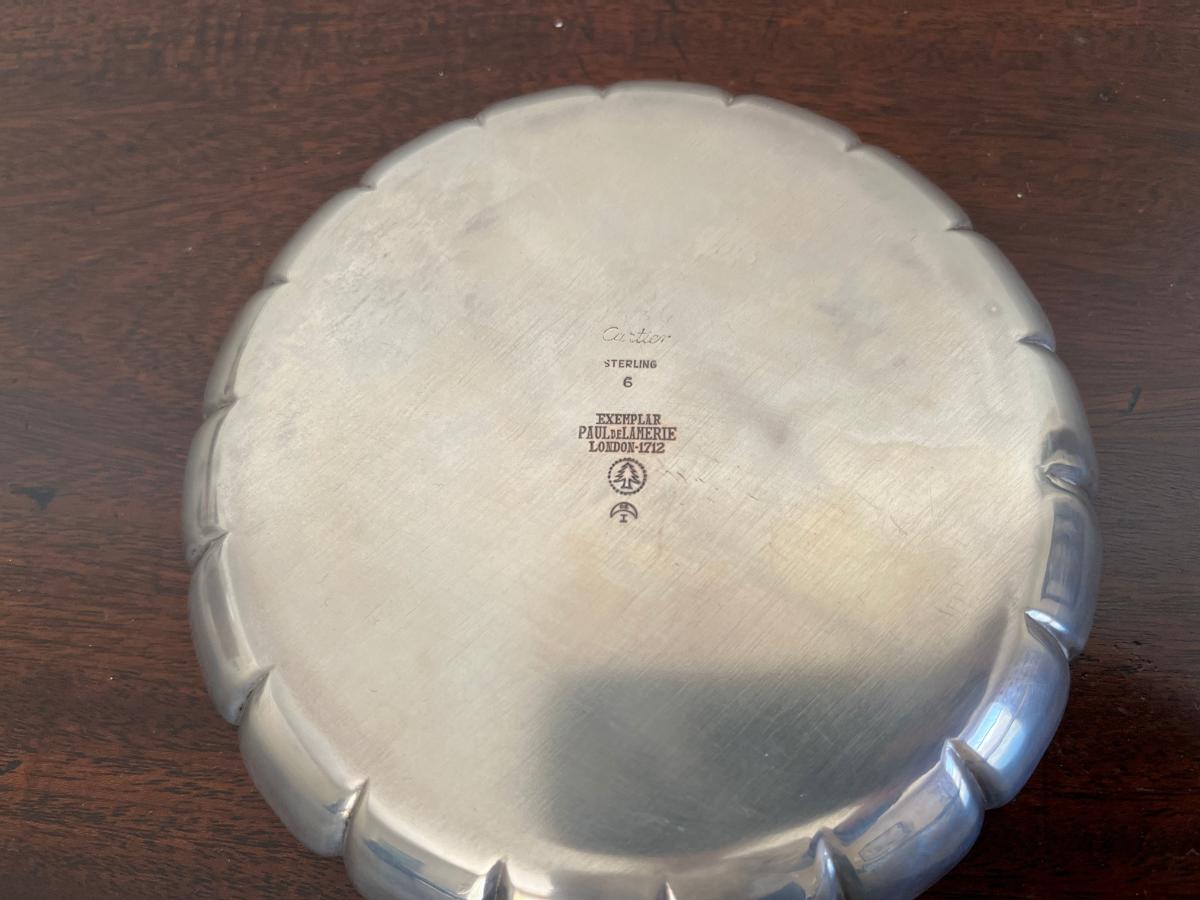 Cartier
STERLING
6
EXEMPLAR
PAUL DE LAMERIE
LONDON-1712